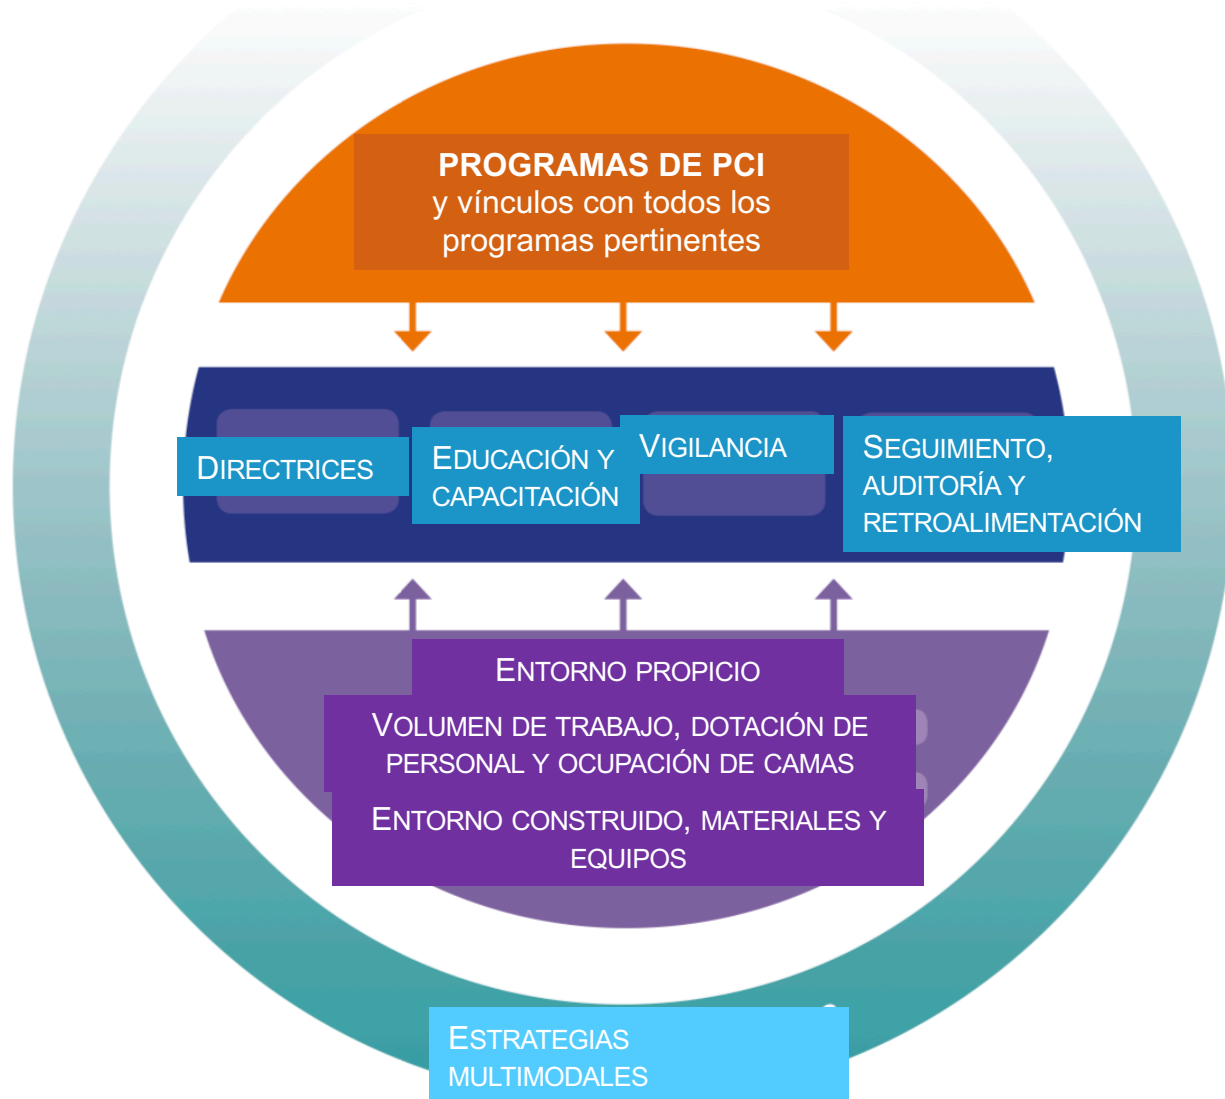 PROGRAMAS DE PCI
y vínculos con todos los
programas pertinentes
DIRECTRICES
EDUCACIÓN Y
CAPACITACIÓN
VIGILANCIA
SEGUIMIENTO,
AUDITORÍA Y
RETROALIMENTACIÓN
ENTORNO PROPICIO
VOLUMEN DE TRABAJO, DOTACIÓN DE
PERSONAL Y OCUPACIÓN DE CAMAS
ENTORNO CONSTRUIDO, MATERIALES Y
EQUIPOS
ESTRATEGIAS
MULTIMODALES